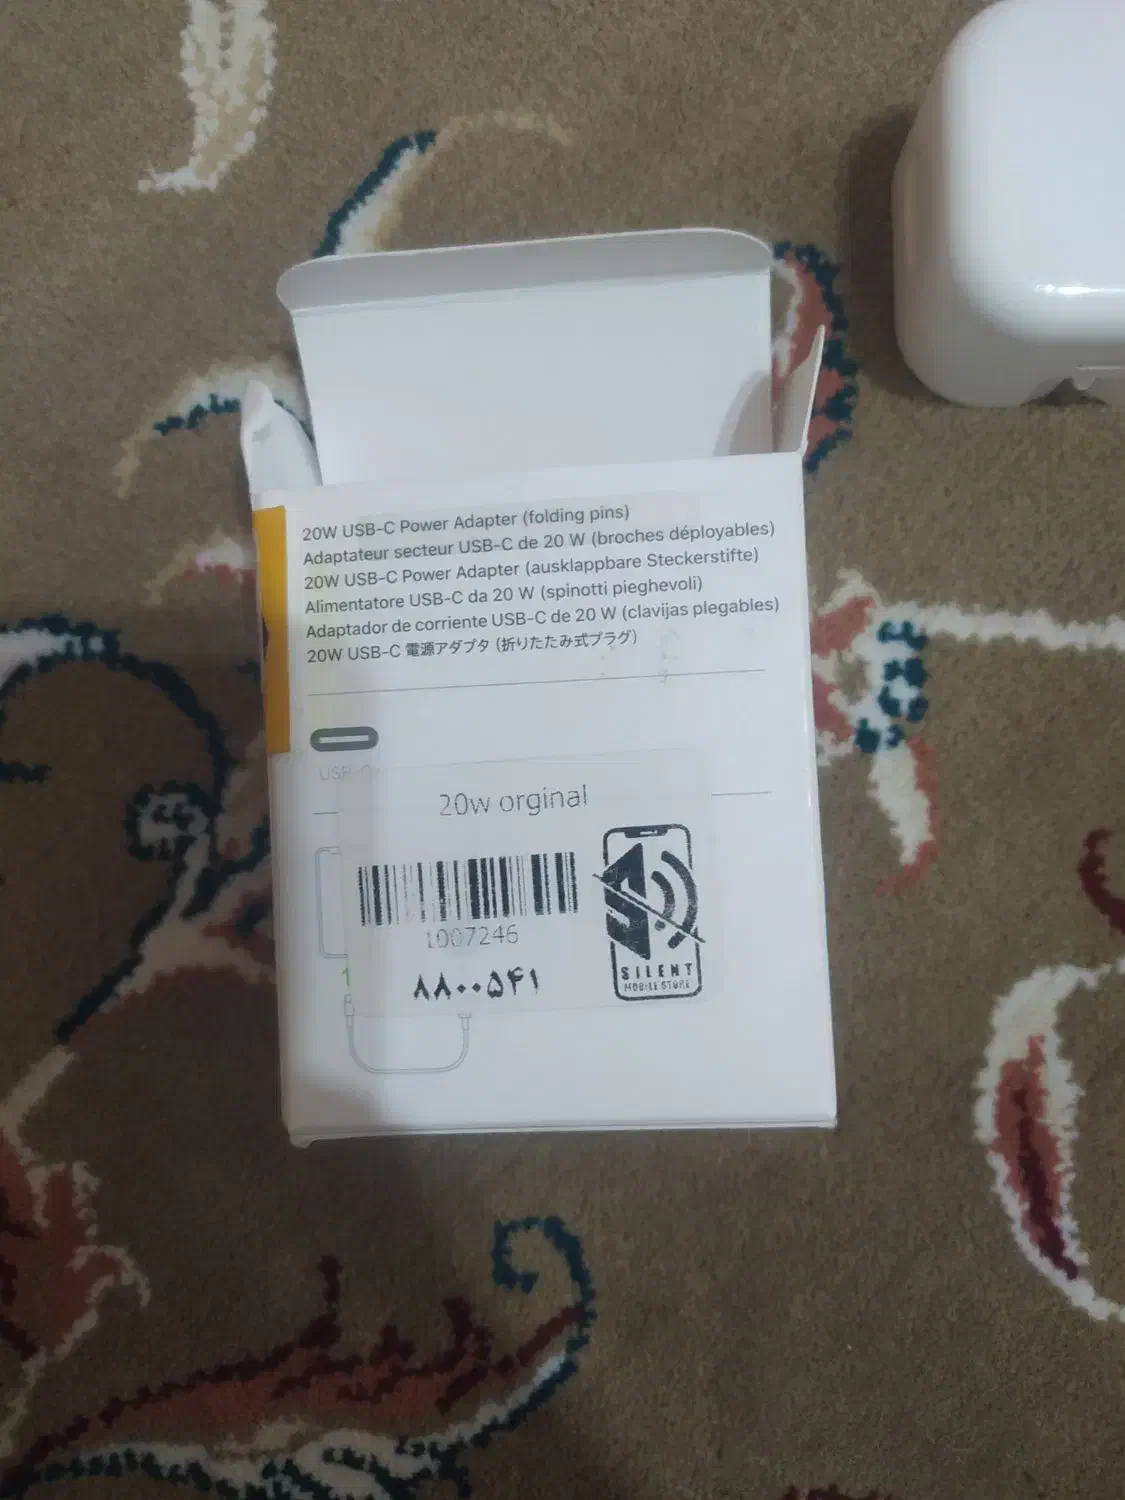 20W USB-C Power Adapter (folding pins)
Adaptateur secteur USB-C de 20 W (broches déployables)
20W USB-C Power Adapter (ausklappbare Steckerstifte)
Alimentatore USB-C da 20 W (spinotti pieghevoli)
Adaptador de corriente USB-C de 20 W (clavijas plegables)
20W USB-C 電源アダプタ (折りたたみ式プラグ)
USB-C
20w orginal
1007246
۸۸۰۰۵۴۱
SILENT
MOBILE STORE